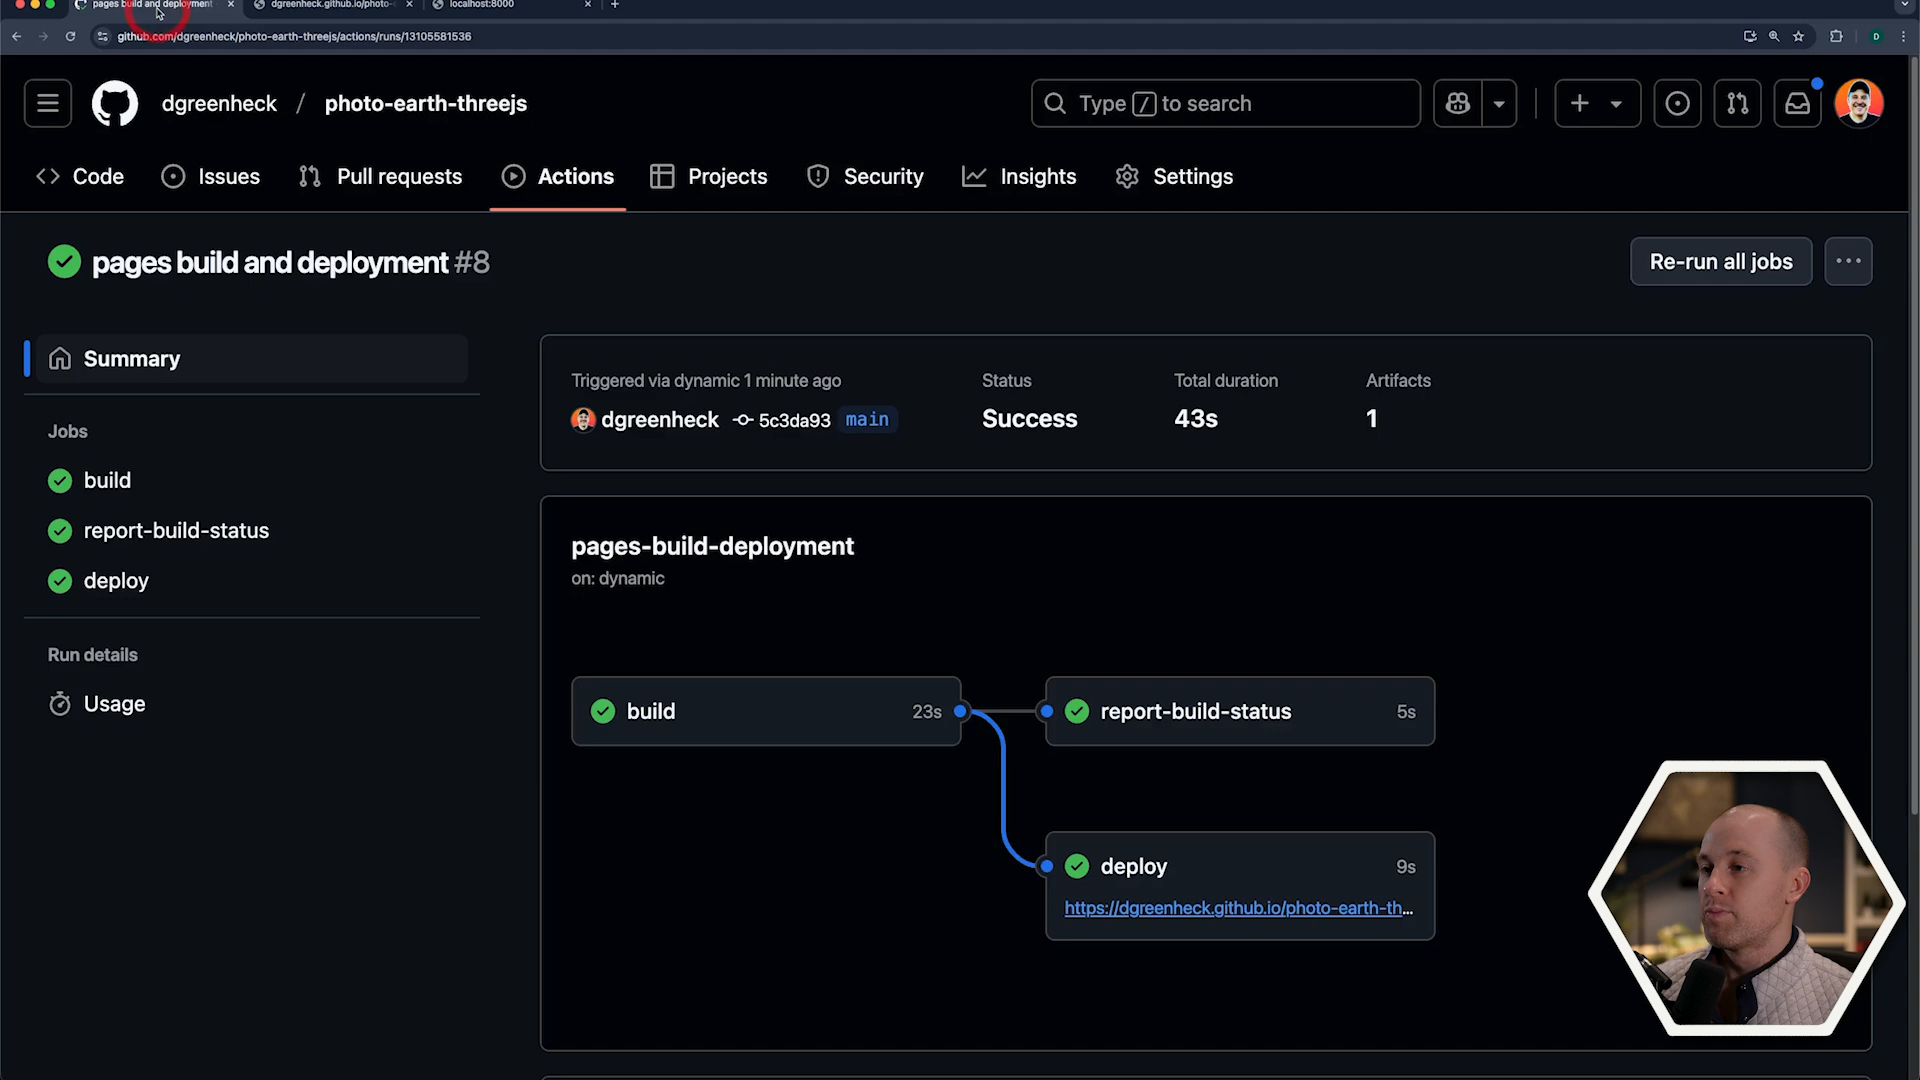 pages build and deployment
dgreenheck.github.io/photo-
localhost:8000
github.com/dgreenheck/photo-earth-threejs/actions/runs/13105581536
D
dgreenheck / photo-earth-threejs
Type / to search
Code
Issues
Pull requests
Actions
Projects
Security
Insights
Settings
pages build and deployment #8
Re-run all jobs
Summary
Jobs
build
report-build-status
deploy
Run details
Usage
Triggered via dynamic 1 minute ago
dgreenheck 5c3da93 main
Status
Success
Total duration
43s
Artifacts
1
pages-build-deployment
on: dynamic
build 23s
report-build-status 5s
deploy 9s
https://dgreenheck.github.io/photo-earth-th...